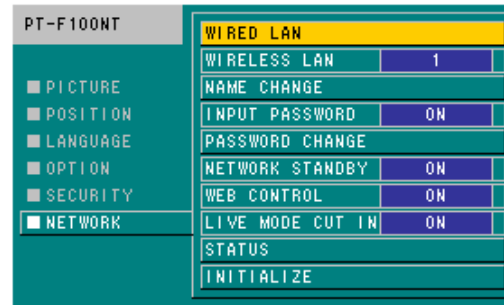 PT-F100NT
PICTURE
POSITION
LANGUAGE
OPTION
SECURITY
NETWORK
WIRED LAN
WIRELESS LAN 1
NAME CHANGE
INPUT PASSWORD ON
PASSWORD CHANGE
NETWORK STANDBY ON
WEB CONTROL ON
LIVE MODE CUT IN ON
STATUS
INITIALIZE